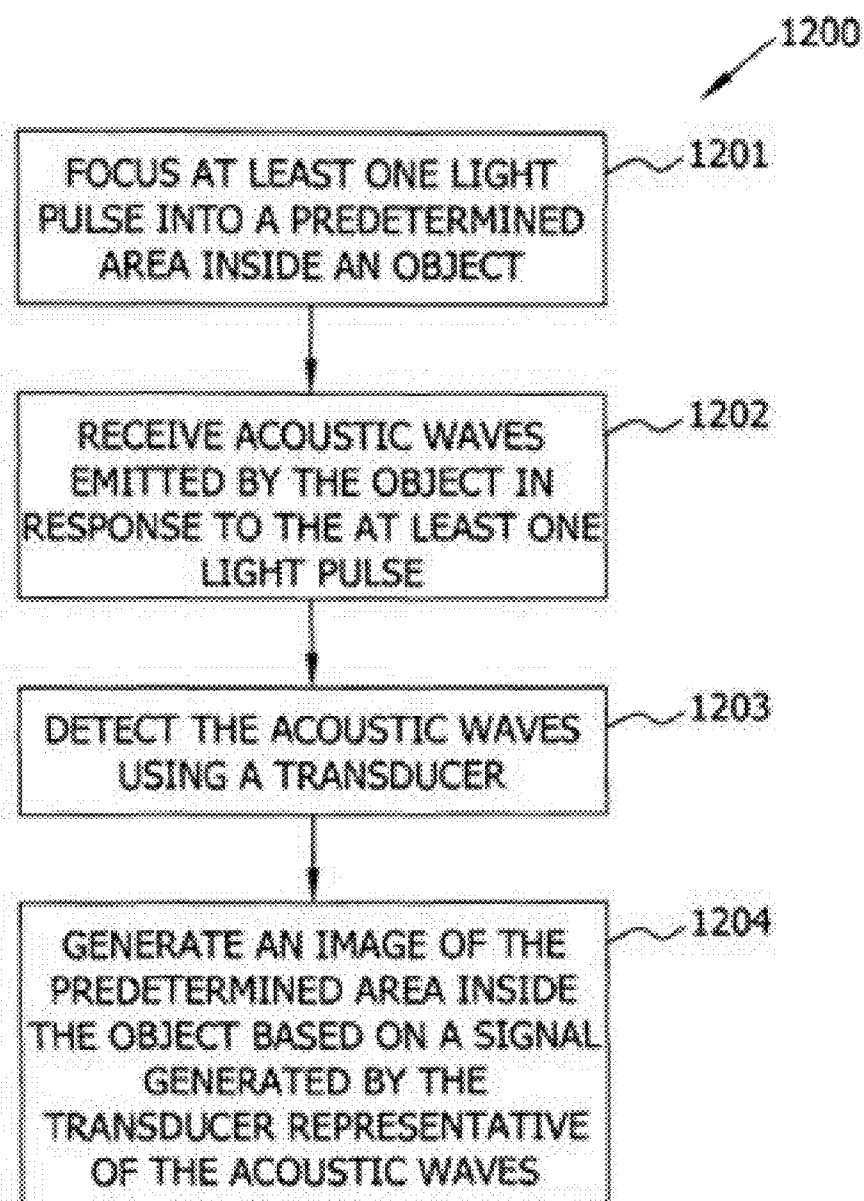 1200
1201
FOCUS AT LEAST ONE LIGHT
PULSE INTO A PREDETERMINED
AREA INSIDE AN OBJECT
1202
RECEIVE ACOUSTIC WAVES
EMITTED BY THE OBJECT IN
RESPONSE TO THE AT LEAST ONE
LIGHT PULSE
1203
DETECT THE ACOUSTIC WAVES
USING A TRANSDUCER
1204
GENERATE AN IMAGE OF THE
PREDETERMINED AREA INSIDE
THE OBJECT BASED ON A SIGNAL
GENERATED BY THE
TRANSDUCER REPRESENTATIVE
OF THE ACOUSTIC WAVES